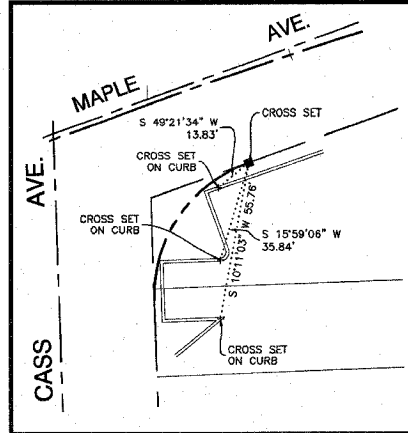 MAPLE AVE.
S 49°21'34" W
13.83'
CROSS SET
CROSS SET
ON CURB
CROSS SET
ON CURB
S 15°59'06" W
35.84'
S 10°11'03" W 55.76'
CROSS SET
ON CURB
CASS AVE.